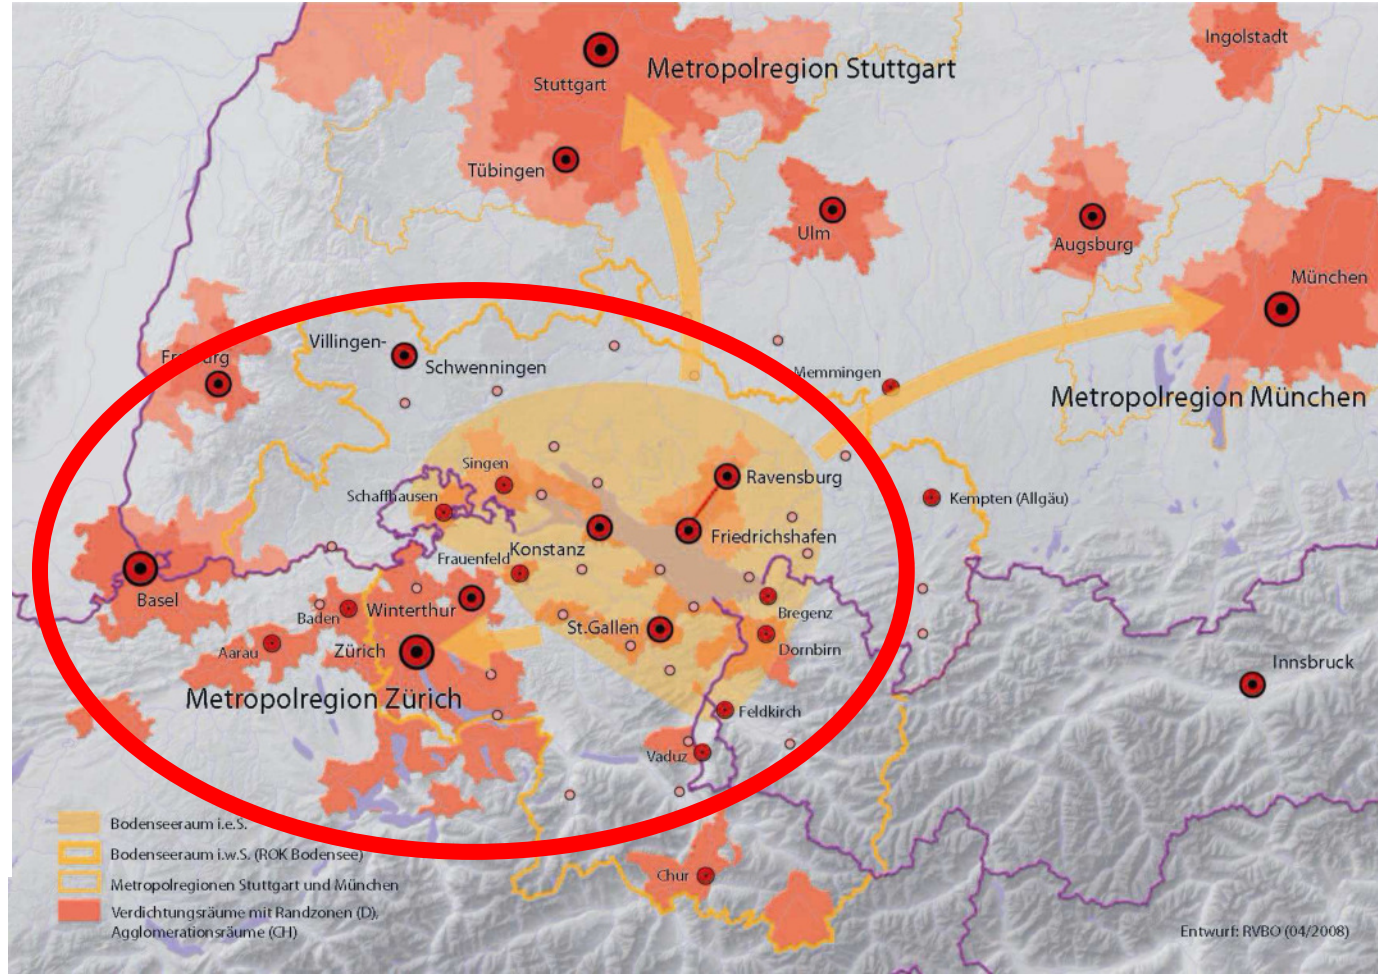 Ingolstadt
Metropolregion Stuttgart
Stuttgart
Tübingen
Ulm
Augsburg
München
Villingen-
Schwenningen
Freiburg
Memmingen
Metropolregion München
Singen
Ravensburg
Schaffhausen
Kempten (Allgäu)
Friedrichshafen
Konstanz
Frauenfeld
Basel
Baden
Winterthur
Bregenz
St.Gallen
Dornbirn
Aarau
Zürich
Innsbruck
Metropolregion Zürich
Feldkirch
Vaduz
Bodenseeraum i.e.S.
Bodenseeraum i.w.S. (ROK Bodensee)
Metropolregionen Stuttgart und München
Chur
Verdichtungsräume mit Randzonen (D),
Agglomerationsräume (CH)
Entwurf: RVBO (04/2008)